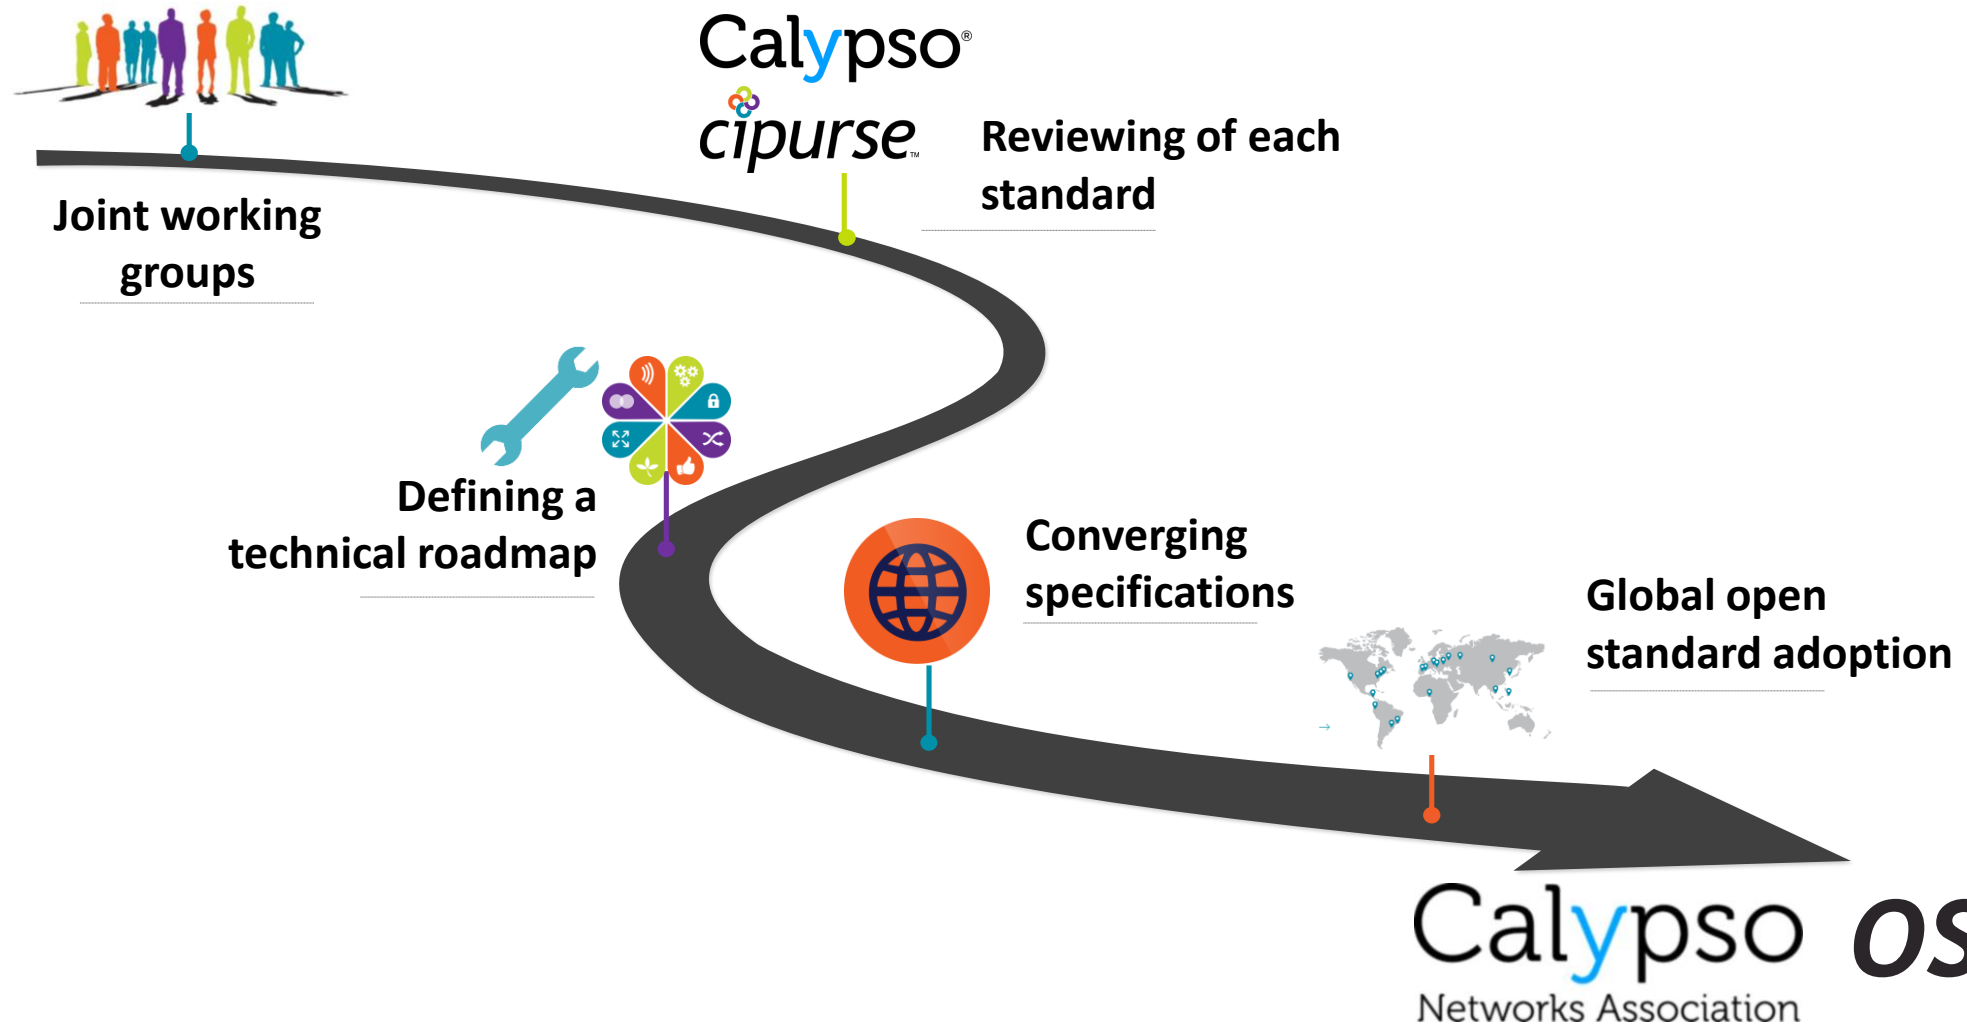 Calypso®
cipurse™
Reviewing of each
standard
Joint working
groups
Defining a
technical roadmap
Converging
specifications
Global open
standard adoption
Calypso
Networks Association
OS